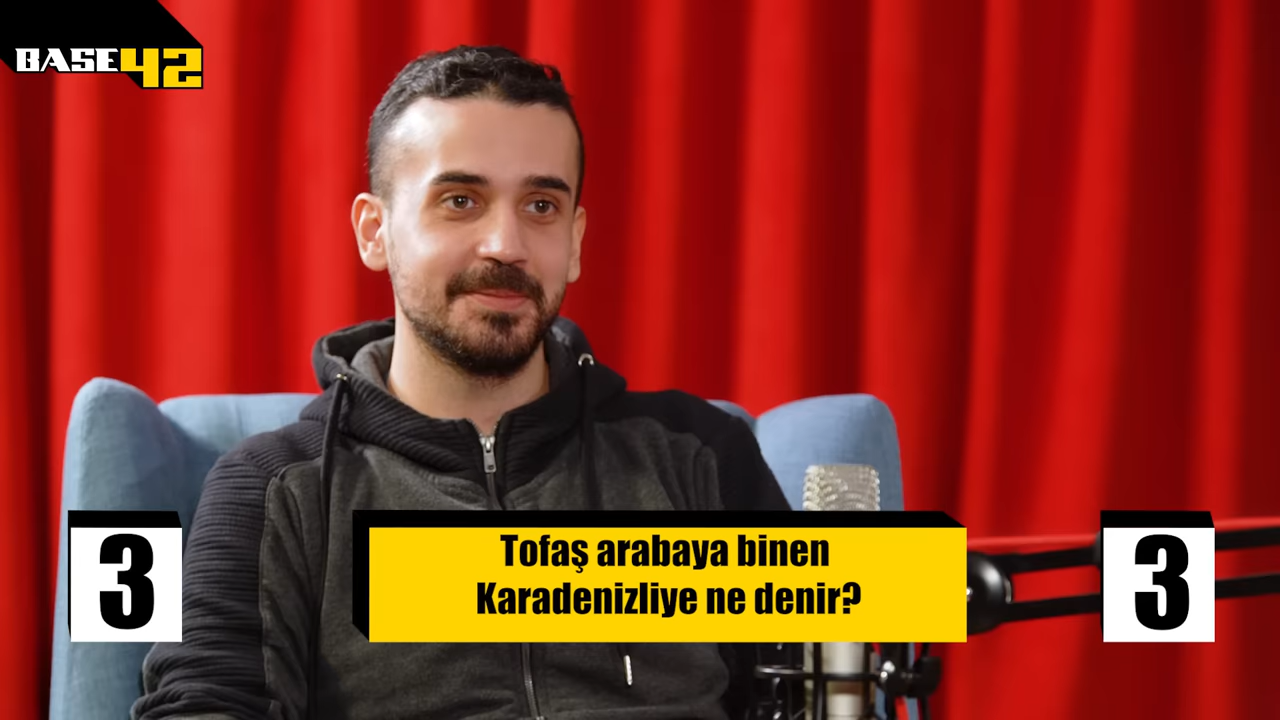 BASE42
Tofaş arabaya binen
Karadenizliye ne denir?
3
3